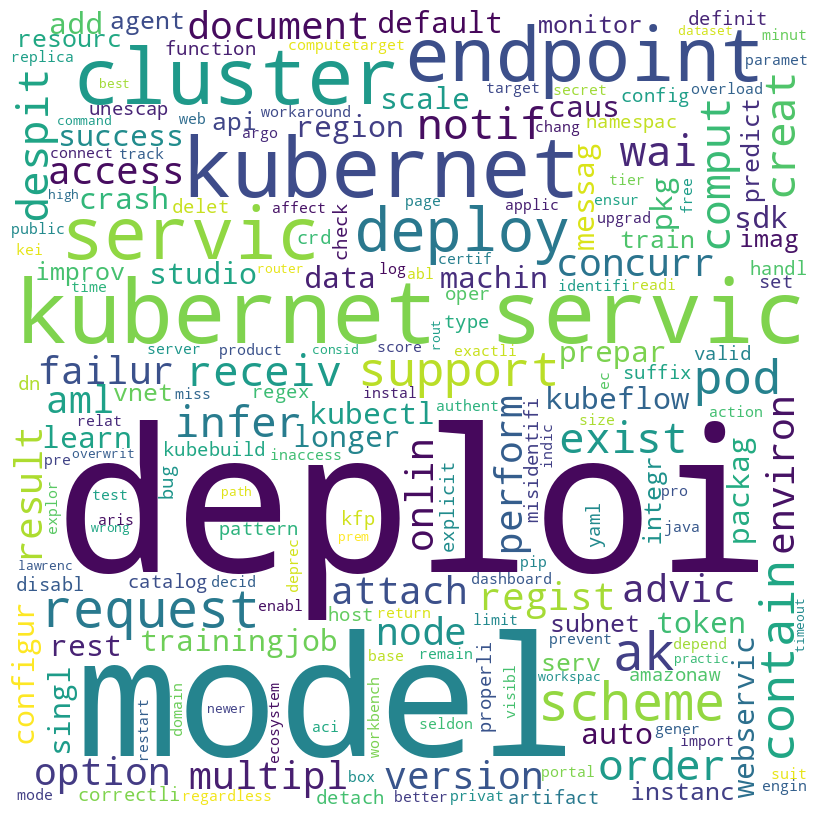 add
agent
document
default
monitor
definit
resourc
function
computetarget
dataset
minut
replica
cluster
endpoint
paramet
best
target
secret
overload
command
unescap
web
workaround
scale
caus
config
creat
despit
success
api
argo
region
notif
chang
namespac
connect
track
access
kubernet
wai
comput
predict
high
crash
delet
affect
check
page
applic
messag
ensur
upgrad
tier
free
pkg
sdk
public
servic
crd
deploy
certif
train
imag
kei
improv
studio
router
data
log
abl
machin
concurr
handl
time
oper
identifi
readi
set
kubernet servic
type
rout
server
product
consid
score
exactli
prepar
valid
failur
receiv
support
ec
suffix
pod
dn
vnet
miss
regex
instal
size
kubeflow
aml
relat
infer
kubectl
authent
action
learn
longer
onlin
perform
misidentifi
indic
exist
environ
pre
overwrit
kubebuild
inaccess
result
explor
bug
deploi
explicit
integr
packag
test
path
pro
aris
yaml
java
wrong
pattern
kfp
prem
lawrenc
deprec
pip
disabl
catalog
decid
attach
dashboard
regist
advic
contain
request
enabl
host
return
limit
subnet
token
configur
rest
trainingjob
node
prevent
depend
practic
timeout
base
remain
properli
visibl
serv
amazonaw
singl
model
workspac
ak
webservic
newer
ecosystem
workbench
seldon
scheme
restart
domain
aci
auto
gener
import
option
multipl
version
portal
order
suit
box
instanc
engin
mode
correctli
regardless
detach
better
privat
artifact